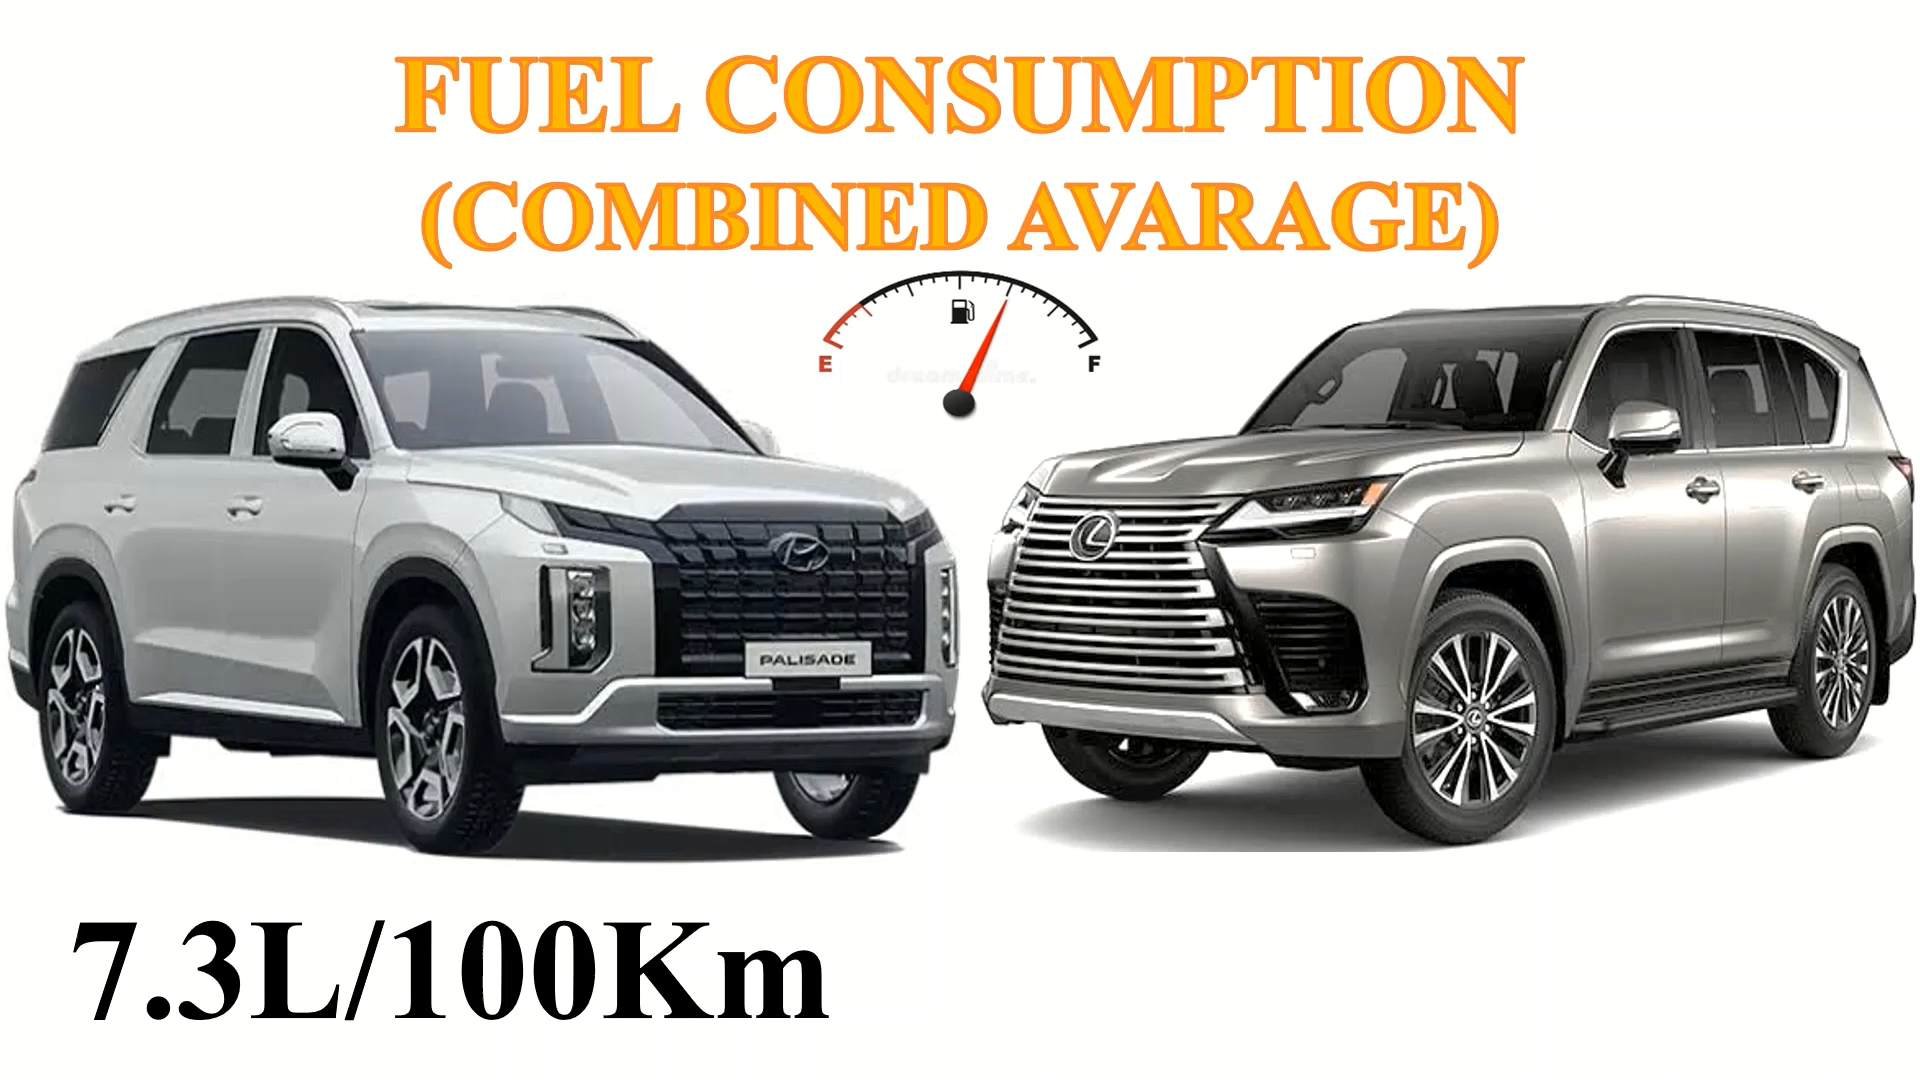 FUEL CONSUMPTION
(COMBINED AVARAGE)
E
F
PALISADE
7.3L/100Km